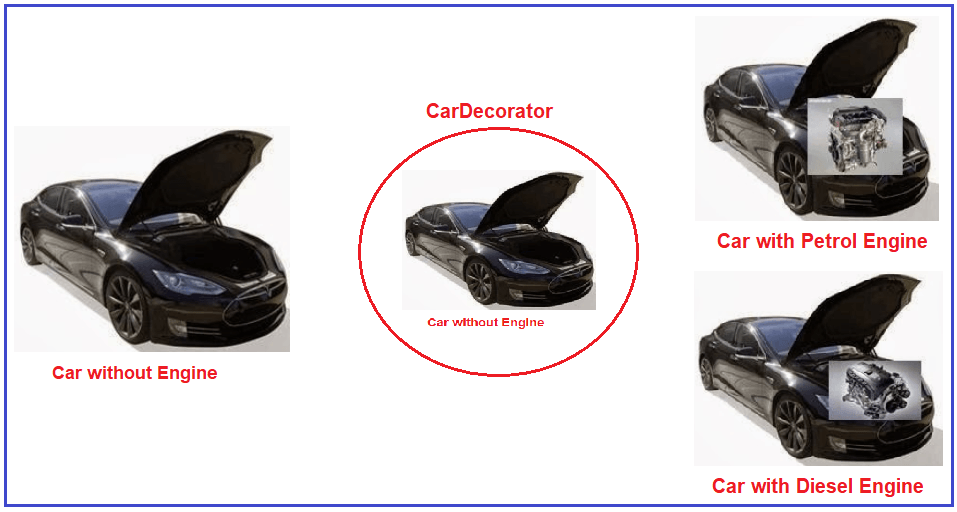 Car without Engine
CarDecorator
Car without Engine
Car with Petrol Engine
Car with Diesel Engine